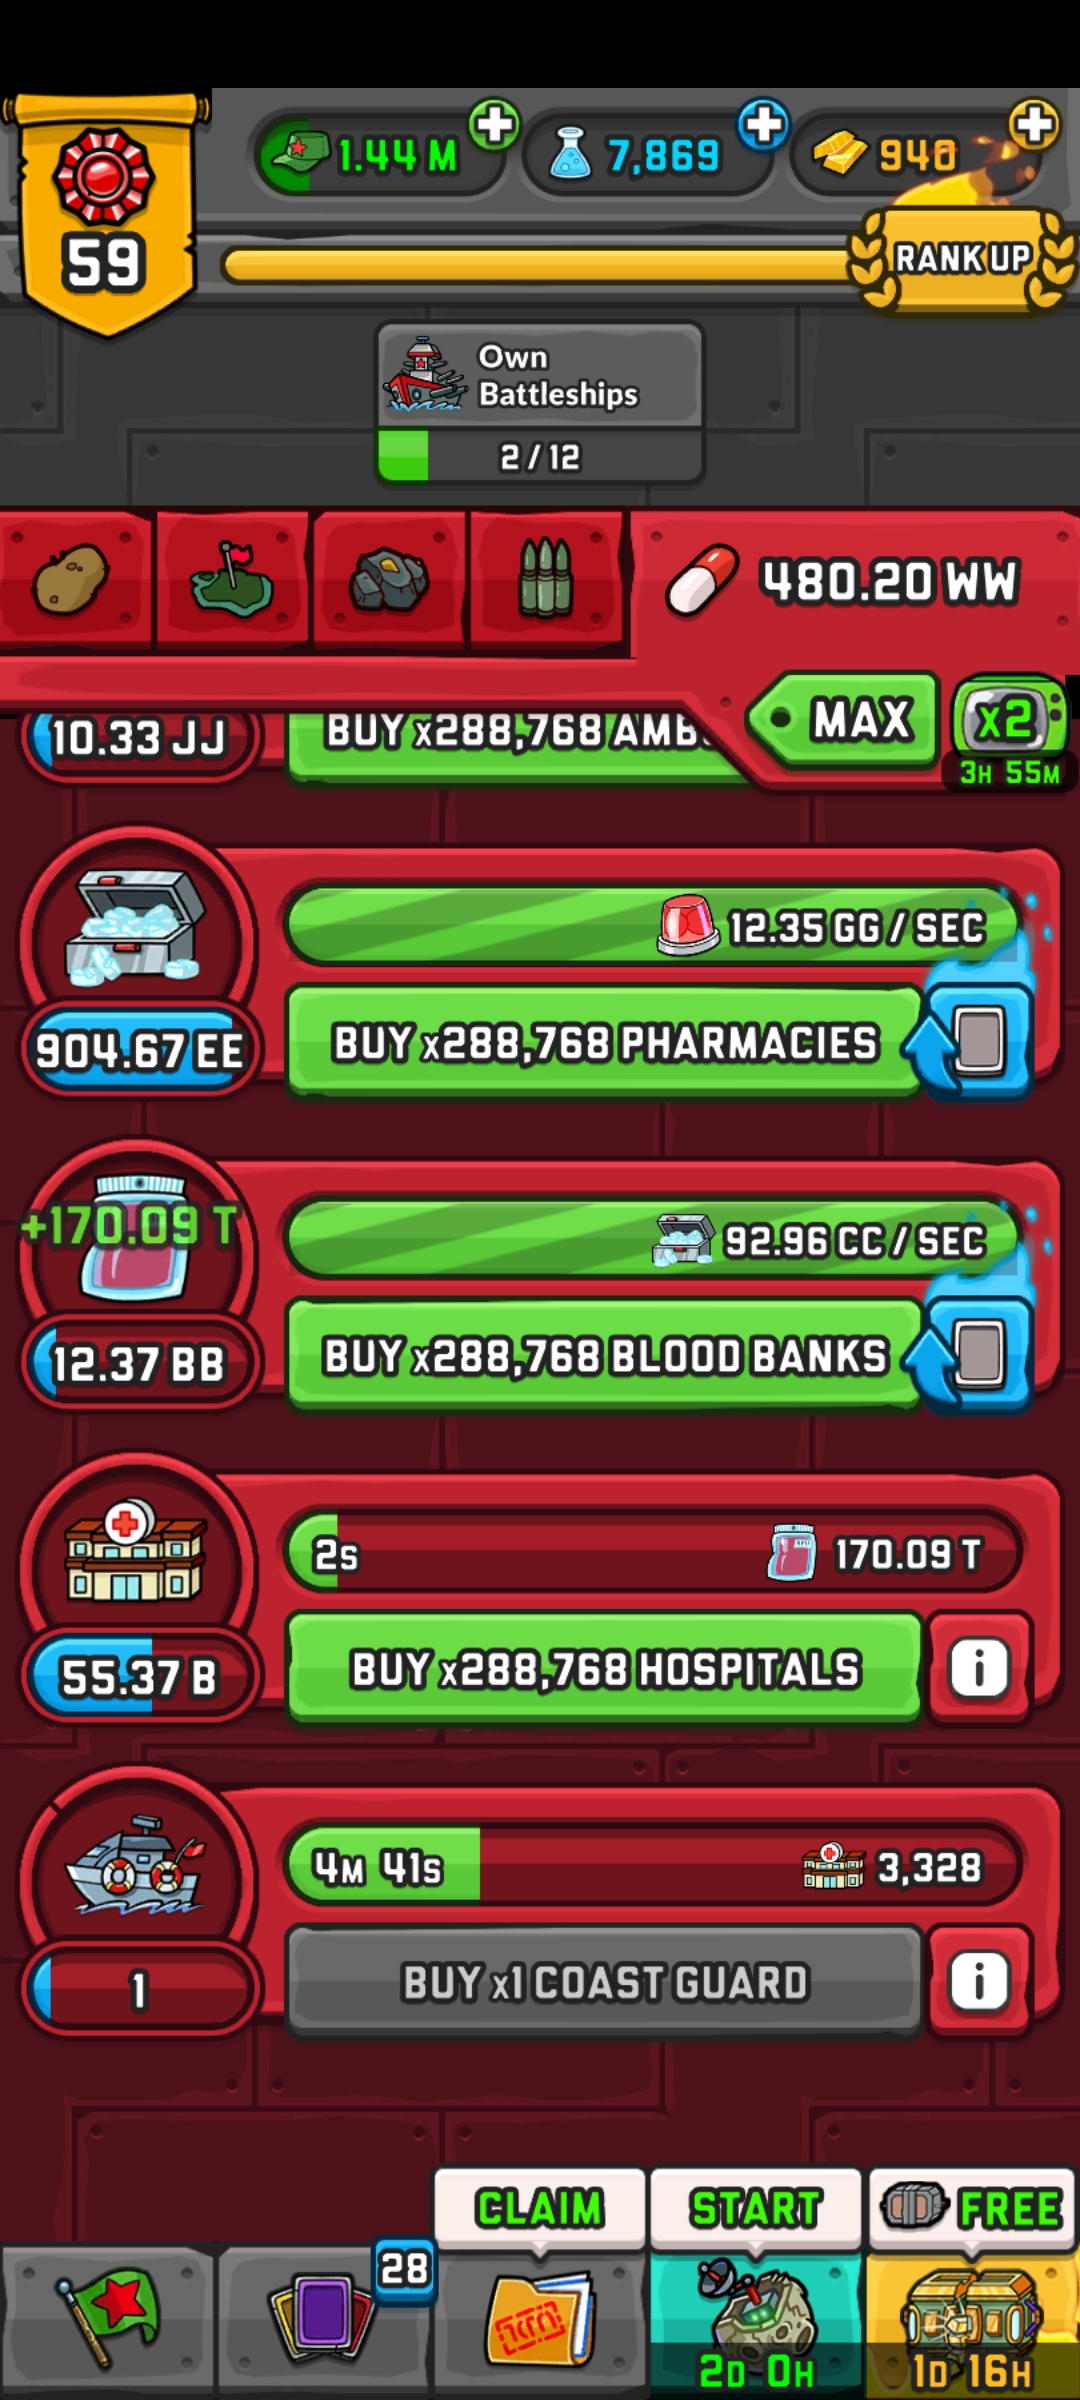 1.44 M
7,869
940
59
RANK UP
Own
Battleships
2 / 12
480.20 WW
MAX
x2
3H 55M
10.33 JJ
BUY x288,768 AMB
12.35 GG / SEC
904.67 EE
BUY x288,768 PHARMACIES
+170.09 T
92.96 CC / SEC
12.37 BB
BUY x288,768 BLOOD BANKS
2S
170.09 T
55.37 B
BUY x288,768 HOSPITALS
i
4M 41S
3,328
1
BUY x1 COAST GUARD
i
CLAIM
START
FREE
28
2D 0H
1D 16H